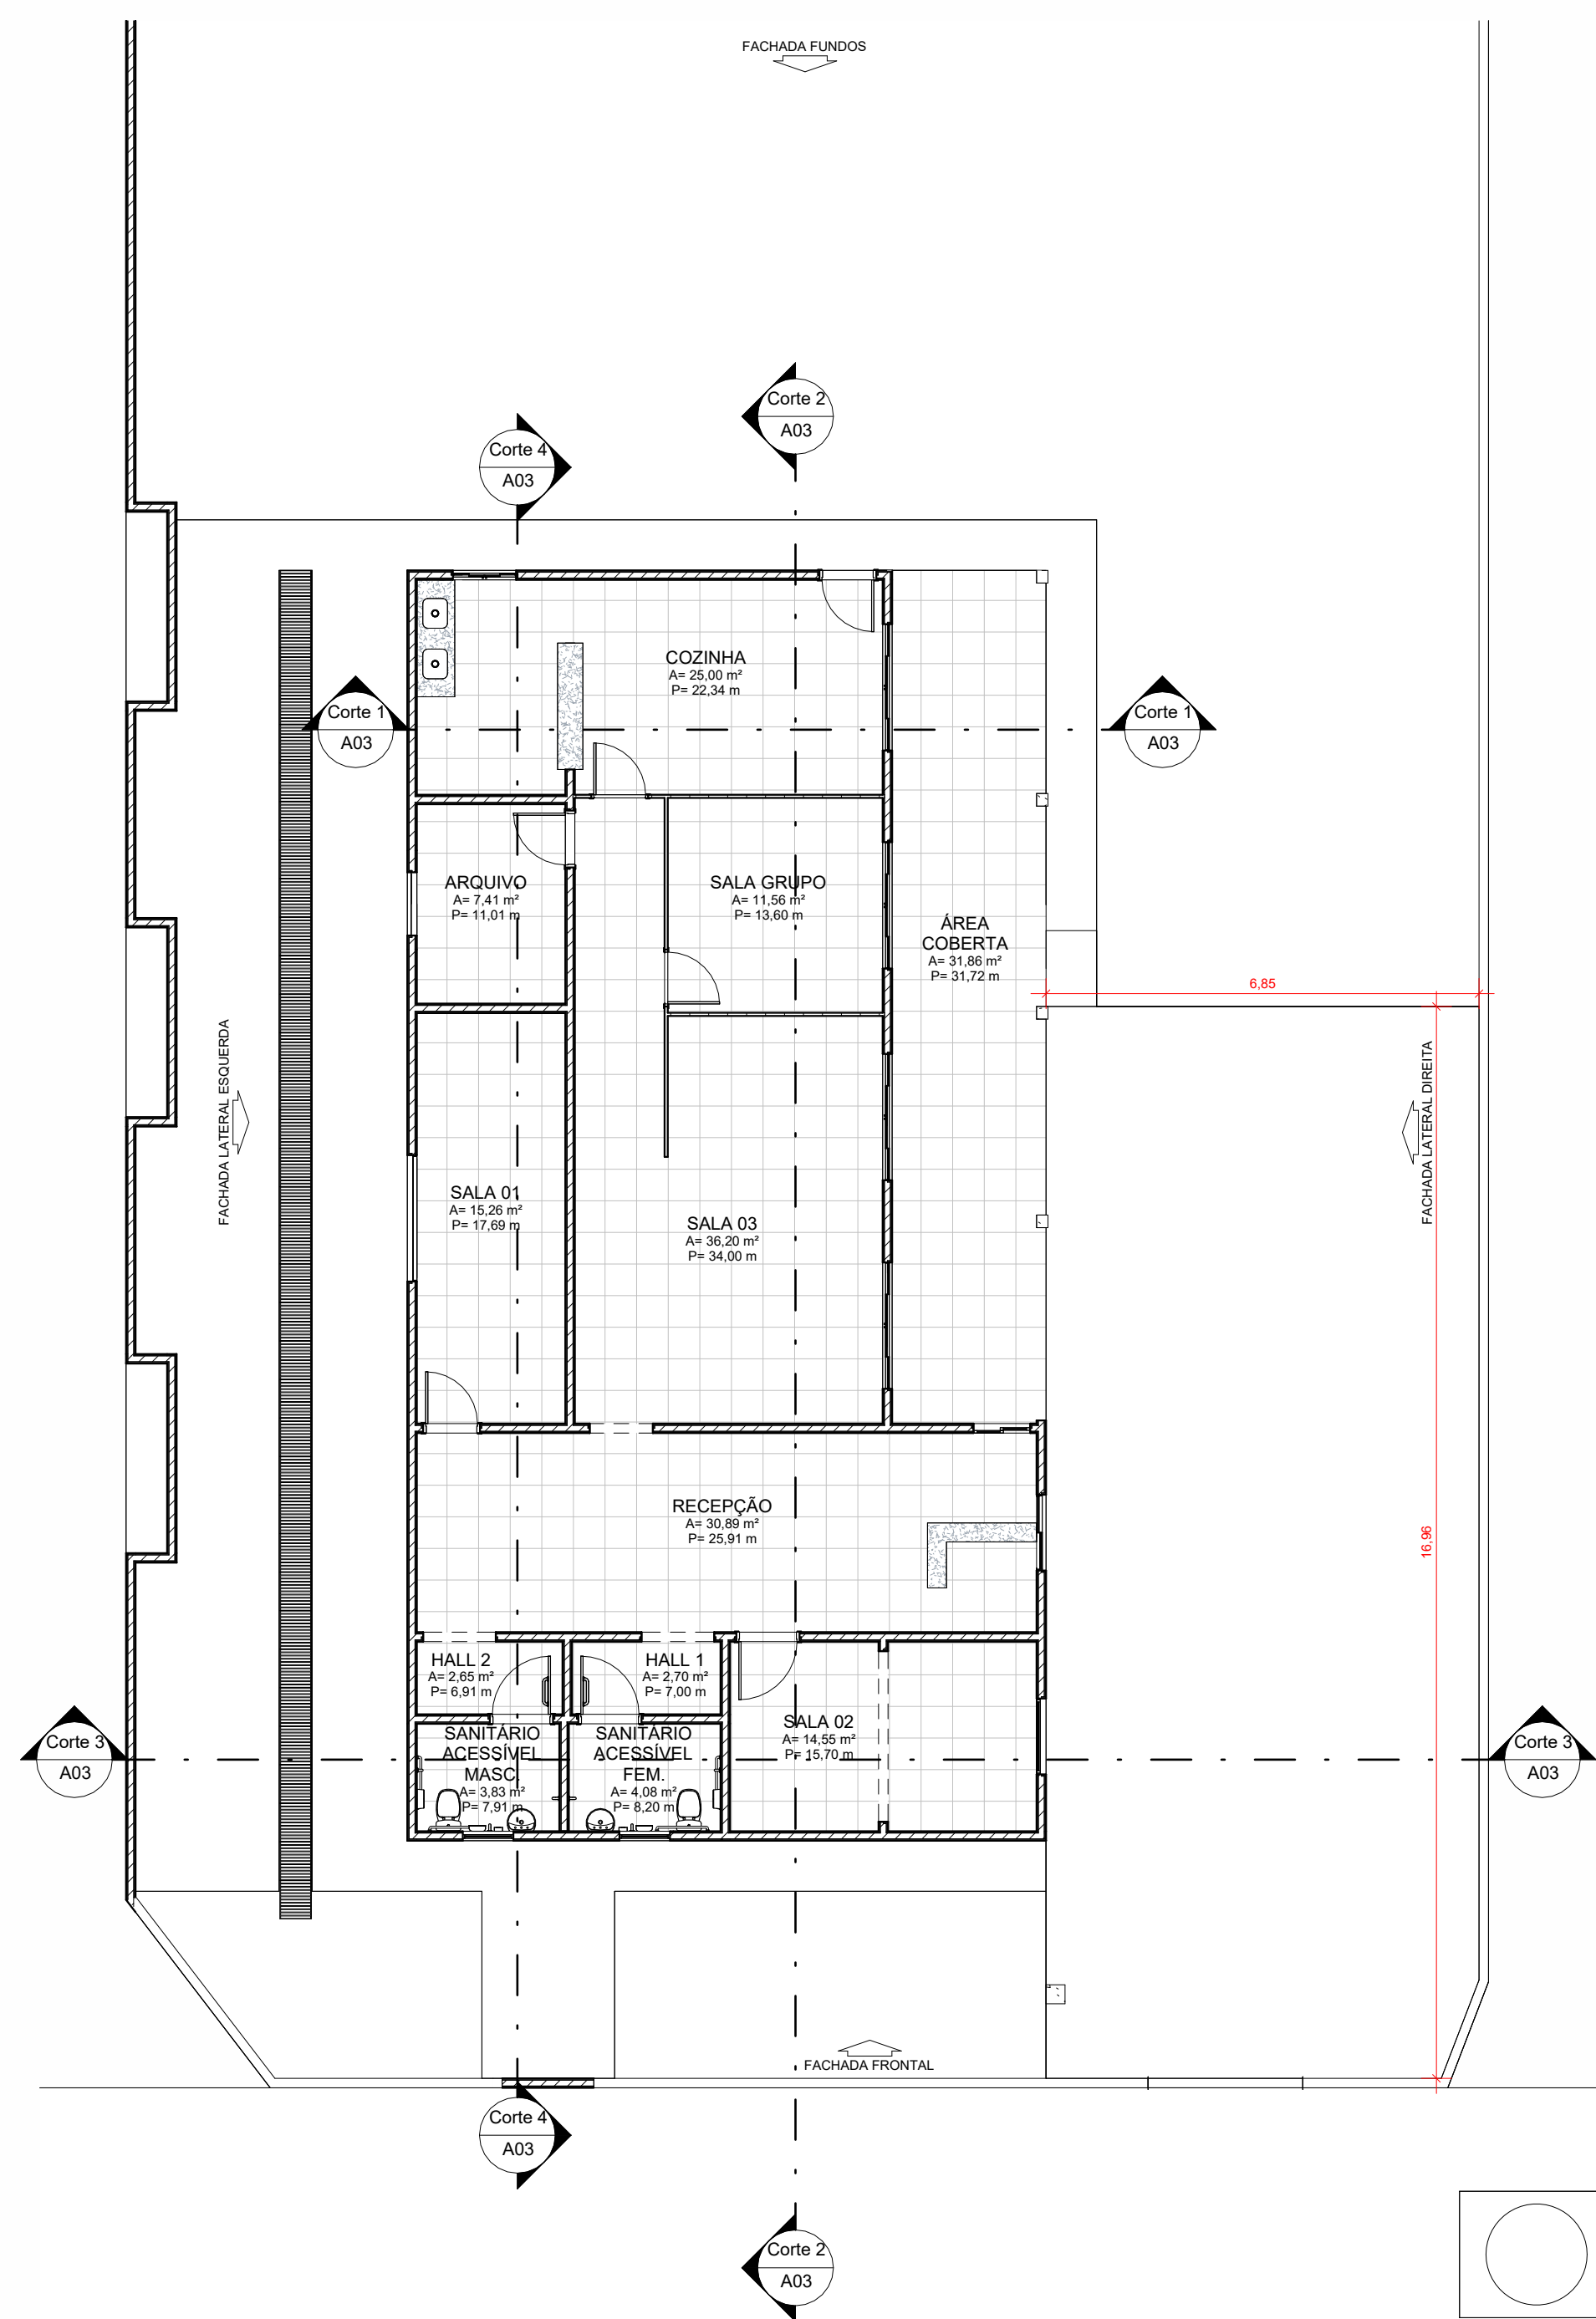 FACHADA FUNDOS
Corte 2
A03
Corte 4
A03
COZINHA
A= 25,00 m²
P= 22,34 m
Corte 1
A03
Corte 1
A03
ARQUIVO
A= 7,41 m²
P= 11,01 m
SALA GRUPO
A= 11,56 m²
P= 13,60 m
ÁREA
COBERTA
A= 31,86 m²
P= 31,72 m
6,85
FACHADA LATERAL ESQUERDA
FACHADA LATERAL DIREITA
SALA 01
A= 15,26 m²
P= 17,69 m
SALA 03
A= 36,20 m²
P= 34,00 m
RECEPÇÃO
A= 30,89 m²
P= 25,91 m
16,96
HALL 2
A= 2,65 m²
P= 6,91 m
HALL 1
A= 2,70 m²
P= 7,00 m
SALA 02
A= 14,55 m²
P= 15,70 m
SANITÁRIO
ACESSÍVEL
MASC.
A= 3,83 m²
P= 7,91 m
SANITÁRIO
ACESSÍVEL
FEM.
A= 4,08 m²
P= 8,20 m
Corte 3
A03
Corte 3
A03
FACHADA FRONTAL
Corte 4
A03
Corte 2
A03